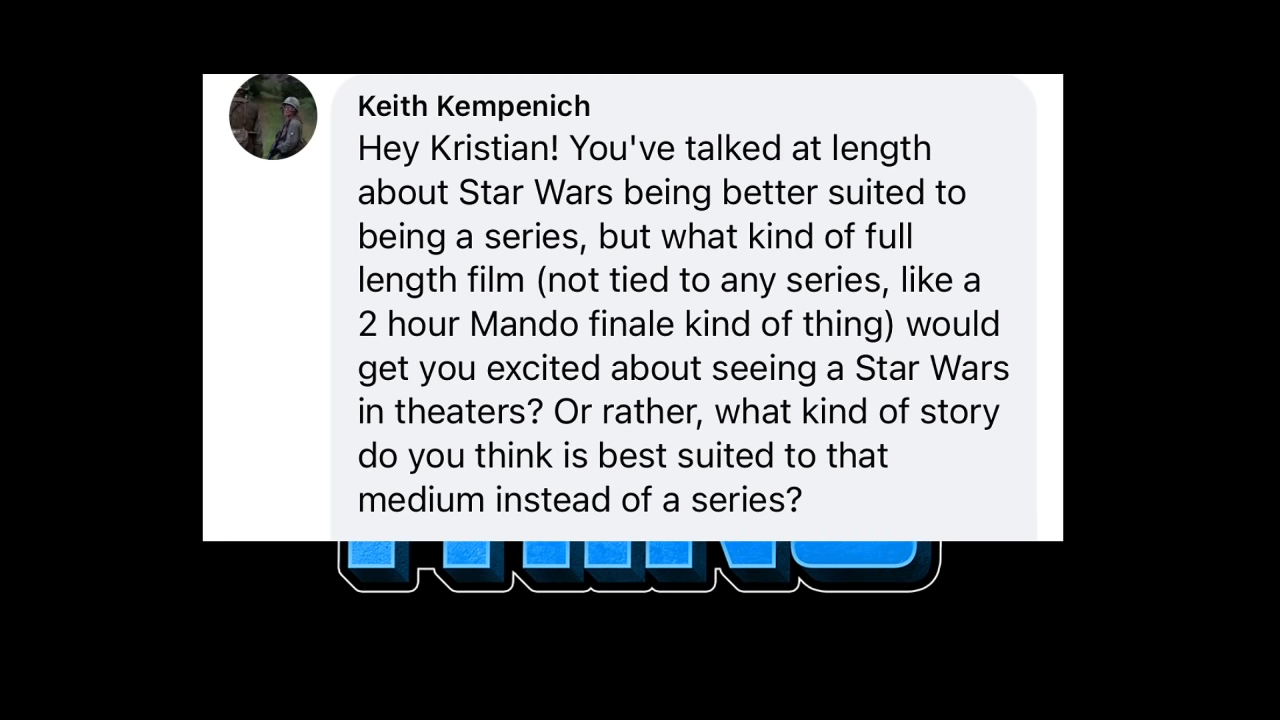 Keith Kempenich
Hey Kristian! You've talked at length
about Star Wars being better suited to
being a series, but what kind of full
length film (not tied to any series, like a
2 hour Mando finale kind of thing) would
get you excited about seeing a Star Wars
in theaters? Or rather, what kind of story
do you think is best suited to that
medium instead of a series?